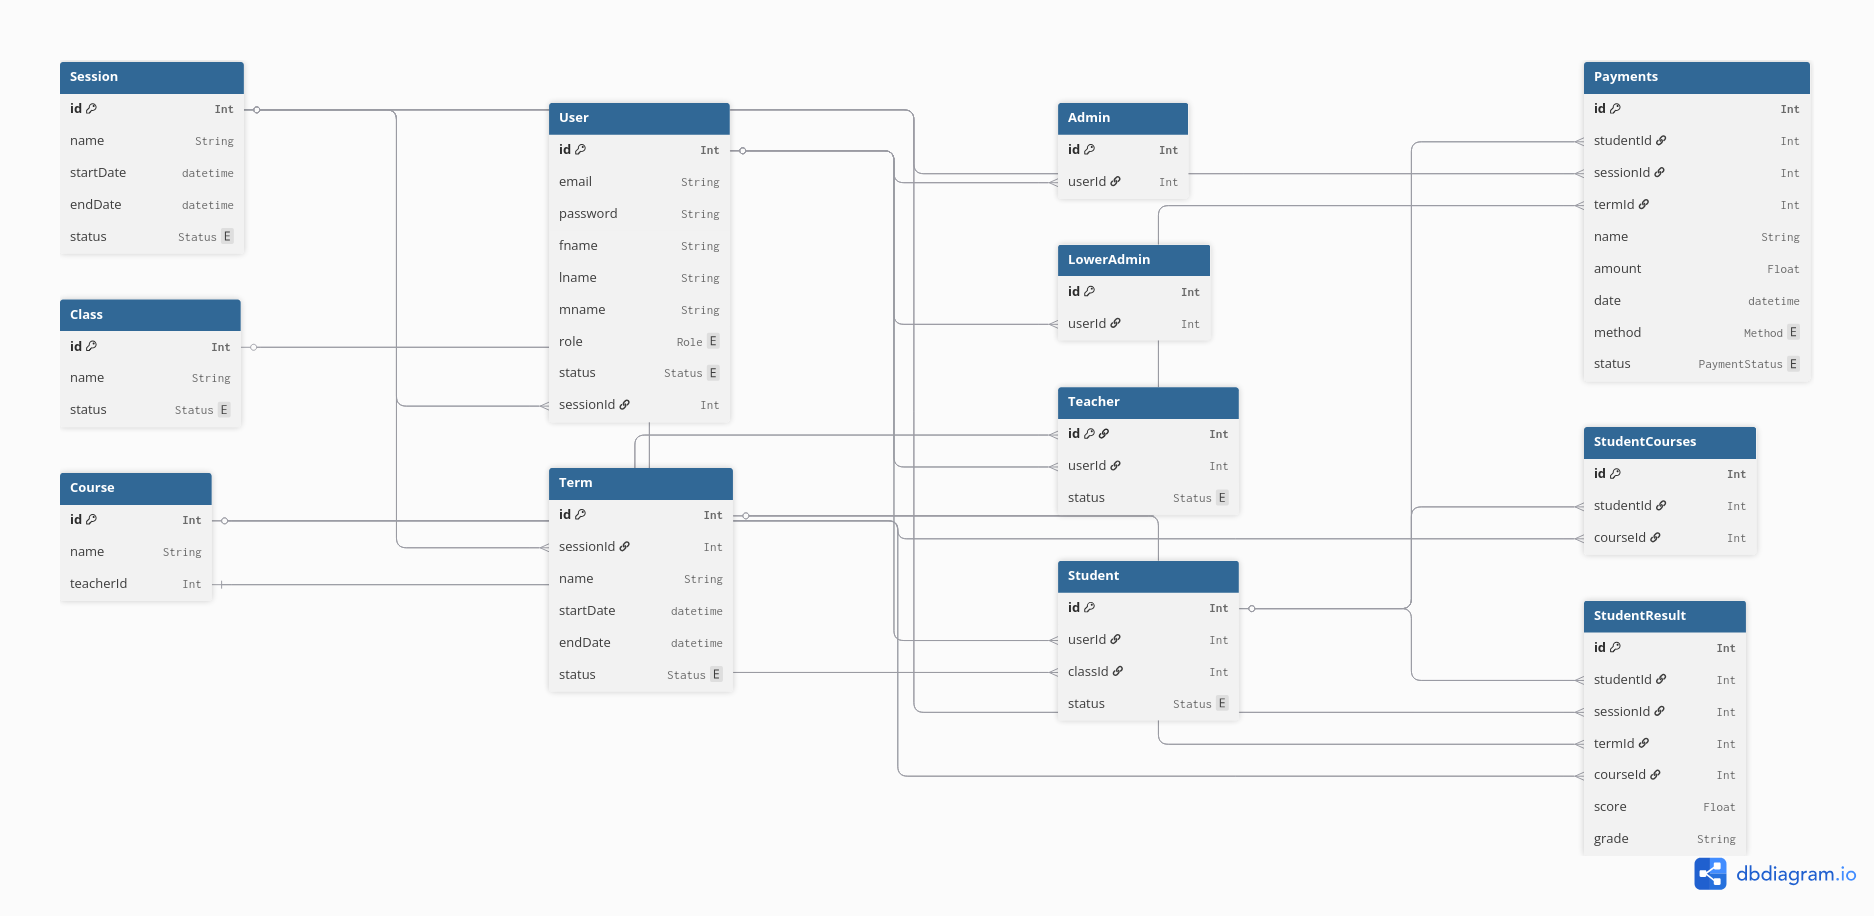 Session
id Int
name String
startDate datetime
endDate datetime
status Status E
Class
id Int
name String
status Status E
Course
id Int
name String
teacherId Int
User
id Int
email String
password String
fname String
lname String
mname String
role Role E
status Status E
sessionId Int
Term
id Int
sessionId Int
name String
startDate datetime
endDate datetime
status Status E
Admin
id Int
userId Int
LowerAdmin
id Int
userId Int
Teacher
id Int
userId Int
status Status E
Student
id Int
userId Int
classId Int
status Status E
Payments
id Int
studentId Int
sessionId Int
termId Int
name String
amount Float
date datetime
method Method E
status PaymentStatus E
StudentCourses
id Int
studentId Int
courseId Int
StudentResult
id Int
studentId Int
sessionId Int
termId Int
courseId Int
score Float
grade String
dbdiagram.io